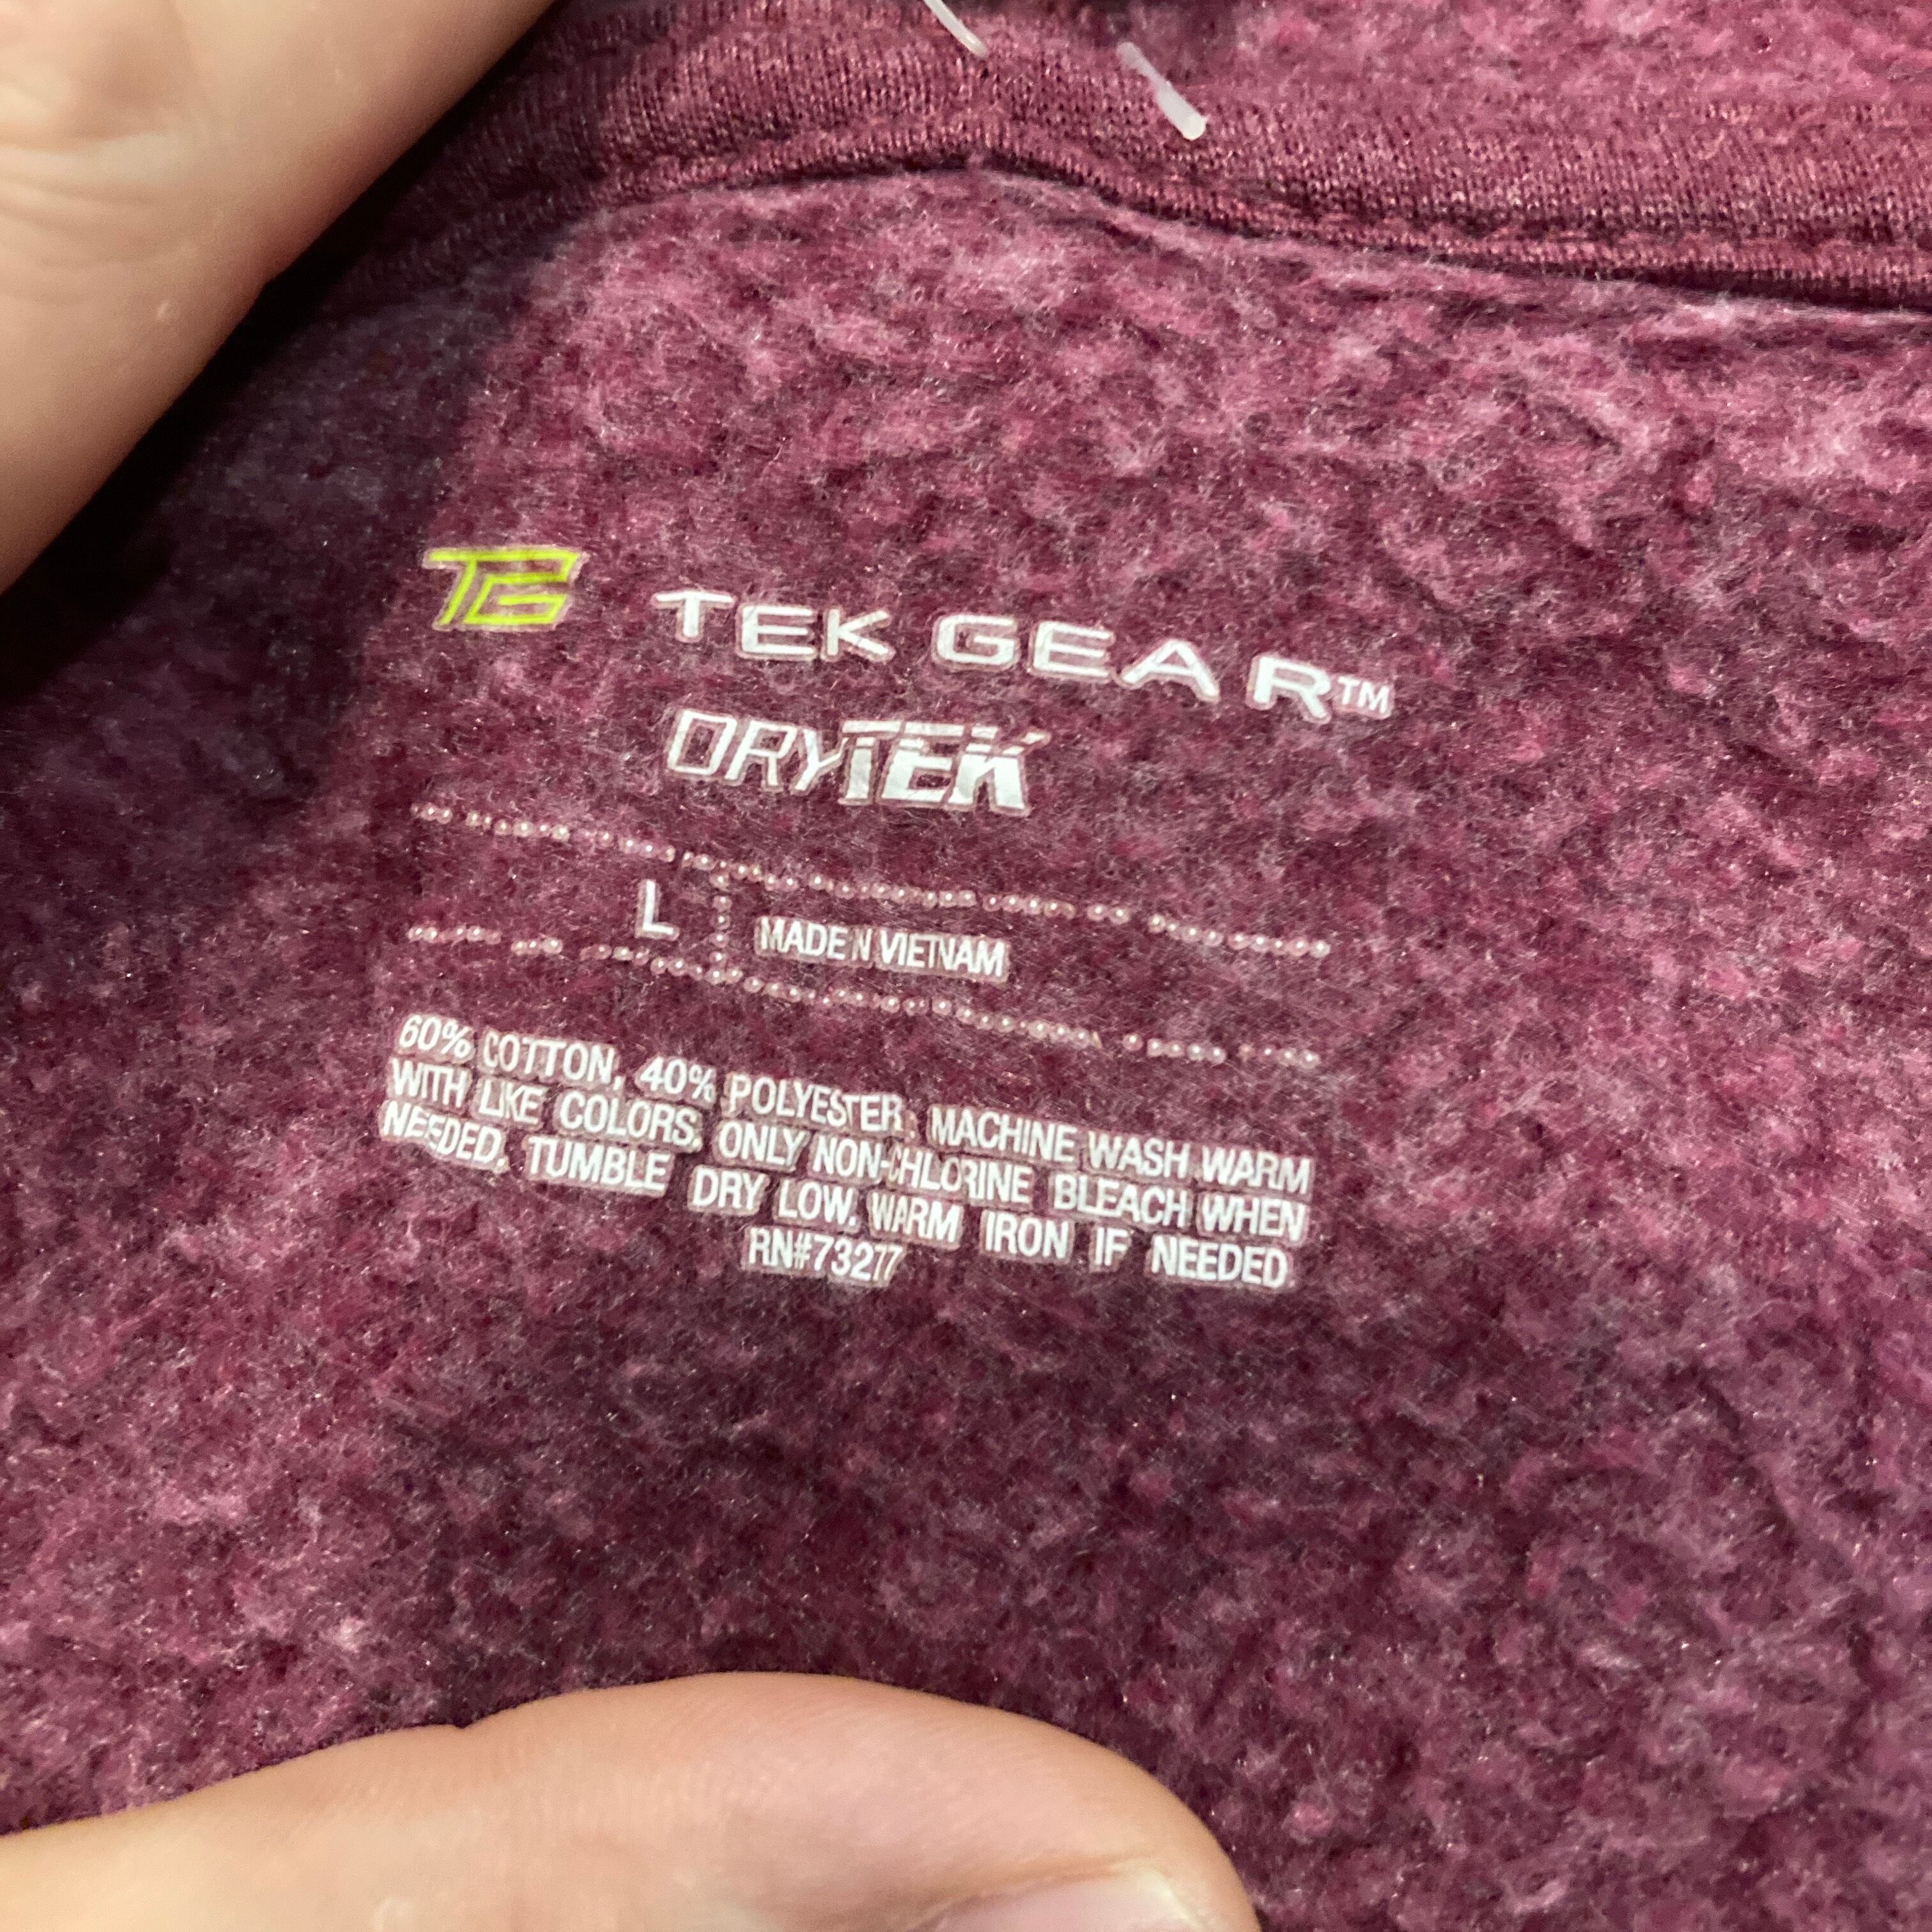 TG TEK GEAR™
DRYTEK
L MADE IN VIETNAM
60% COTTON, 40% POLYESTER. MACHINE WASH WARM
WITH LIKE COLORS. ONLY NON-CHLORINE BLEACH WHEN
NEEDED. TUMBLE DRY LOW. WARM IRON IF NEEDED.
RN#73277